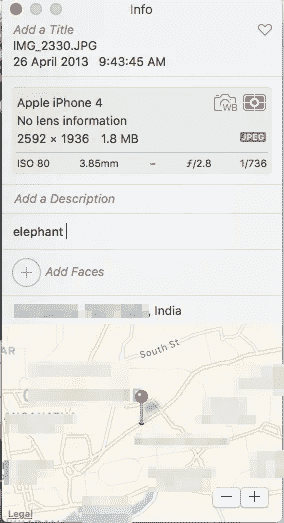 Info
Add a Title
IMG_2330.JPG
26 April 2013 9:43:45 AM
Apple iPhone 4
WB
No lens information
2592 × 1936 1.8 MB
JPEG
ISO 80 3.85mm – ƒ/2.8 1/736
Add a Description
elephant
Add Faces
, India
AR
South St
Legal
− +